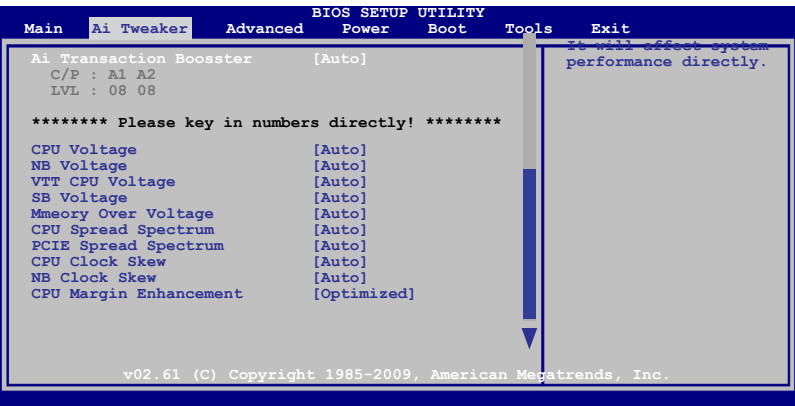 BIOS SETUP UTILITY
Main Ai Tweaker Advanced Power Boot Tools Exit
Ai Transaction Boosster [Auto]
C/P : A1 A2
LVL : 08 08
******** Please key in numbers directly! ********
CPU Voltage [Auto]
NB Voltage [Auto]
VTT CPU Voltage [Auto]
SB Voltage [Auto]
Mmeory Over Voltage [Auto]
CPU Spread Spectrum [Auto]
PCIE Spread Spectrum [Auto]
CPU Clock Skew [Auto]
NB Clock Skew [Auto]
CPU Margin Enhancement [Optimized]
It will affect system
performance directly.
v02.61 (C) Copyright 1985-2009, American Megatrends, Inc.